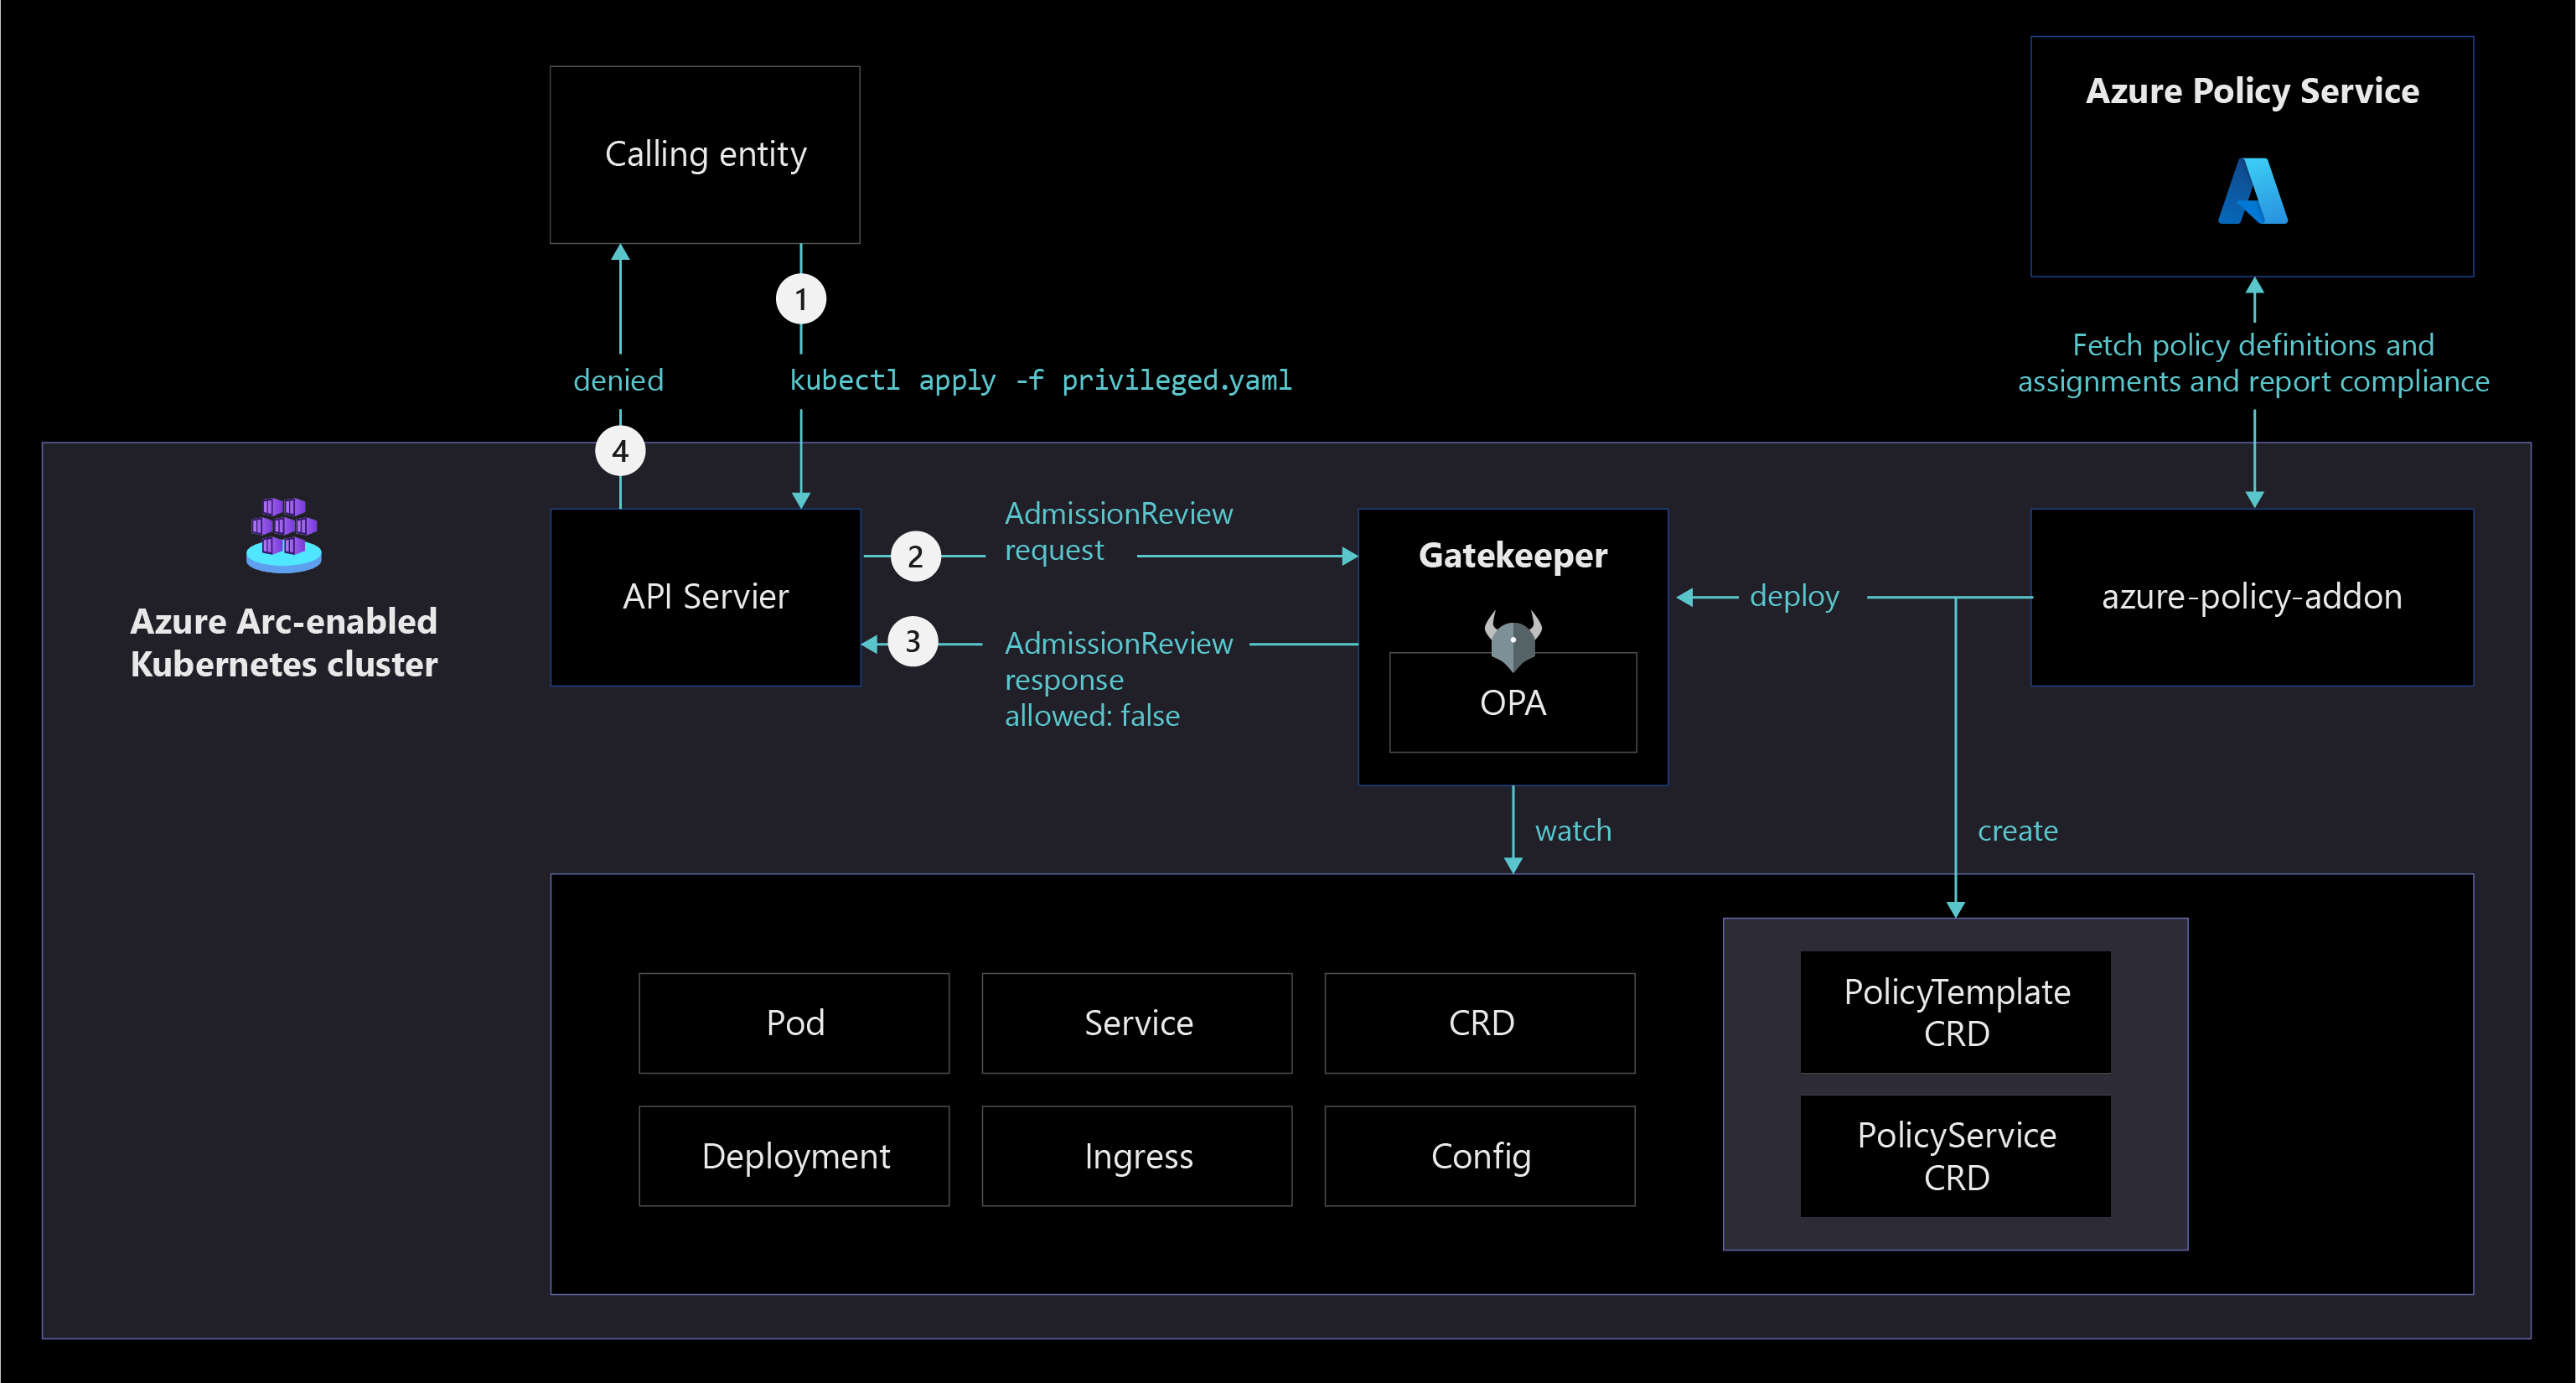 Calling entity
Azure Policy Service
1
denied
kubectl apply -f privileged.yaml
Fetch policy definitions and
assignments and report compliance
4
Azure Arc-enabled
Kubernetes cluster
API Servier
2
AdmissionReview
request
3
AdmissionReview
response
allowed: false
Gatekeeper
OPA
deploy
azure-policy-addon
watch
create
Pod
Service
CRD
Deployment
Ingress
Config
PolicyTemplate
CRD
PolicyService
CRD